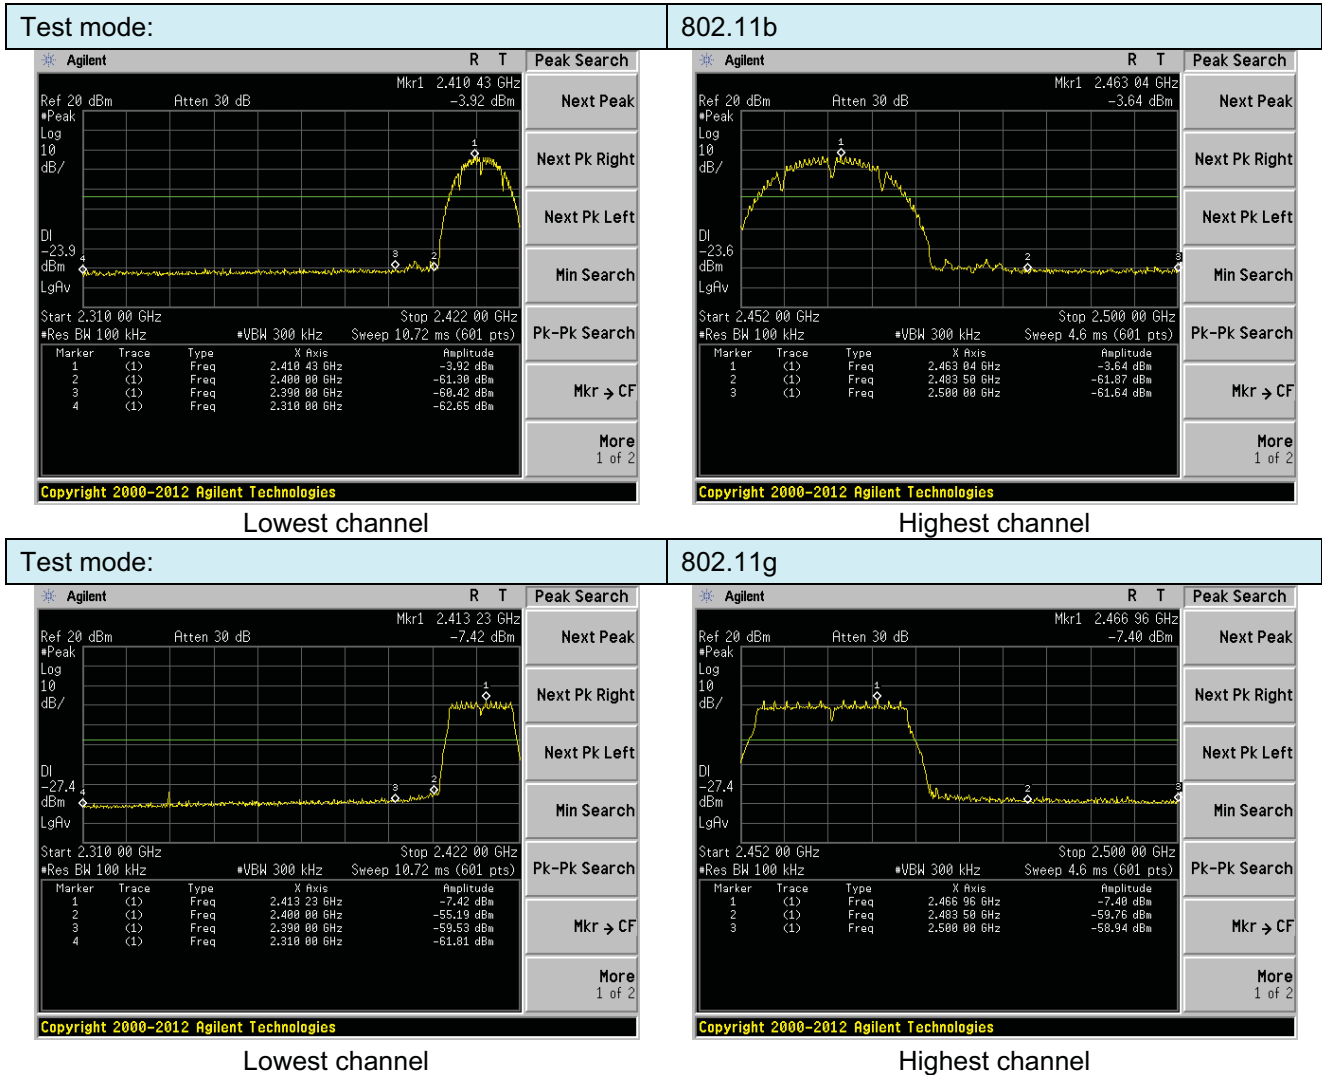 Test mode: 802.11b
Agilent R T Peak Search
Mkr1 2.410 43 GHz
Ref 20 dBm Atten 30 dB -3.92 dBm
#Peak
Log
10
dB/
1
DI
-23.9
dBm
LgAv
4 3 2
Start 2.310 00 GHz Stop 2.422 00 GHz
#Res BW 100 kHz #VBW 300 kHz Sweep 10.72 ms (601 pts)
Marker Trace Type X Axis Amplitude
1 (1) Freq 2.410 43 GHz -3.92 dBm
2 (1) Freq 2.400 00 GHz -61.30 dBm
3 (1) Freq 2.390 00 GHz -60.42 dBm
4 (1) Freq 2.310 00 GHz -62.65 dBm
Next Peak
Next Pk Right
Next Pk Left
Min Search
Pk-Pk Search
Mkr → CF
More
1 of 2
Copyright 2000-2012 Agilent Technologies
Lowest channel
Agilent R T Peak Search
Mkr1 2.463 04 GHz
Ref 20 dBm Atten 30 dB -3.64 dBm
#Peak
Log
10
dB/
1
DI
-23.6
dBm
LgAv
2 3
Start 2.452 00 GHz Stop 2.500 00 GHz
#Res BW 100 kHz #VBW 300 kHz Sweep 4.6 ms (601 pts)
Marker Trace Type X Axis Amplitude
1 (1) Freq 2.463 04 GHz -3.64 dBm
2 (1) Freq 2.483 50 GHz -61.87 dBm
3 (1) Freq 2.500 00 GHz -61.64 dBm
Next Peak
Next Pk Right
Next Pk Left
Min Search
Pk-Pk Search
Mkr → CF
More
1 of 2
Copyright 2000-2012 Agilent Technologies
Highest channel
Test mode: 802.11g
Agilent R T Peak Search
Mkr1 2.413 23 GHz
Ref 20 dBm Atten 30 dB -7.42 dBm
#Peak
Log
10
dB/
1
DI
-27.4
dBm
LgAv
4 3 2
Start 2.310 00 GHz Stop 2.422 00 GHz
#Res BW 100 kHz #VBW 300 kHz Sweep 10.72 ms (601 pts)
Marker Trace Type X Axis Amplitude
1 (1) Freq 2.413 23 GHz -7.42 dBm
2 (1) Freq 2.400 00 GHz -55.19 dBm
3 (1) Freq 2.390 00 GHz -59.53 dBm
4 (1) Freq 2.310 00 GHz -61.81 dBm
Next Peak
Next Pk Right
Next Pk Left
Min Search
Pk-Pk Search
Mkr → CF
More
1 of 2
Copyright 2000-2012 Agilent Technologies
Lowest channel
Agilent R T Peak Search
Mkr1 2.466 96 GHz
Ref 20 dBm Atten 30 dB -7.40 dBm
#Peak
Log
10
dB/
1
DI
-27.4
dBm
LgAv
2 3
Start 2.452 00 GHz Stop 2.500 00 GHz
#Res BW 100 kHz #VBW 300 kHz Sweep 4.6 ms (601 pts)
Marker Trace Type X Axis Amplitude
1 (1) Freq 2.466 96 GHz -7.40 dBm
2 (1) Freq 2.483 50 GHz -59.76 dBm
3 (1) Freq 2.500 00 GHz -58.94 dBm
Next Peak
Next Pk Right
Next Pk Left
Min Search
Pk-Pk Search
Mkr → CF
More
1 of 2
Copyright 2000-2012 Agilent Technologies
Highest channel